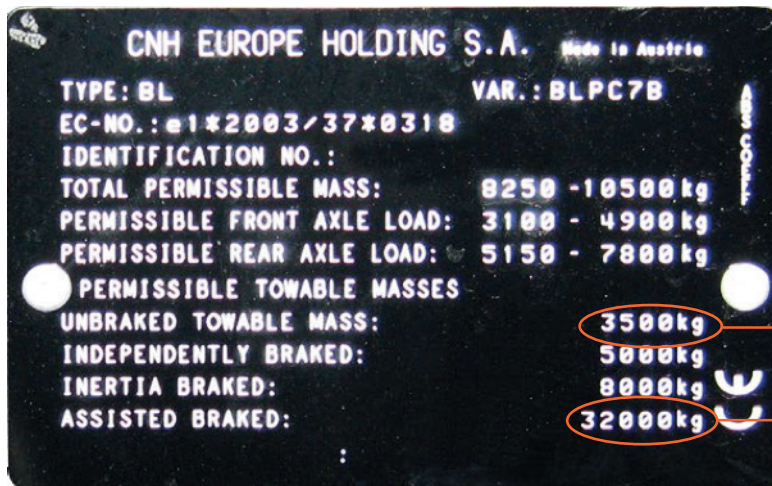 CNH EUROPE HOLDING S.A. Made in Austria
TYPE: BL VAR.: BLPC7B
EC-NO.: e1*2003/37*0318
IDENTIFICATION NO.:
TOTAL PERMISSIBLE MASS: 8250 -10500kg
PERMISSIBLE FRONT AXLE LOAD: 3100 - 4900kg
PERMISSIBLE REAR AXLE LOAD: 5150 - 7800kg
PERMISSIBLE TOWABLE MASSES
UNBRAKED TOWABLE MASS: 3500kg
INDEPENDENTLY BRAKED: 5000kg
INERTIA BRAKED: 8000kg
ASSISTED BRAKED: 32000kg
:
CE